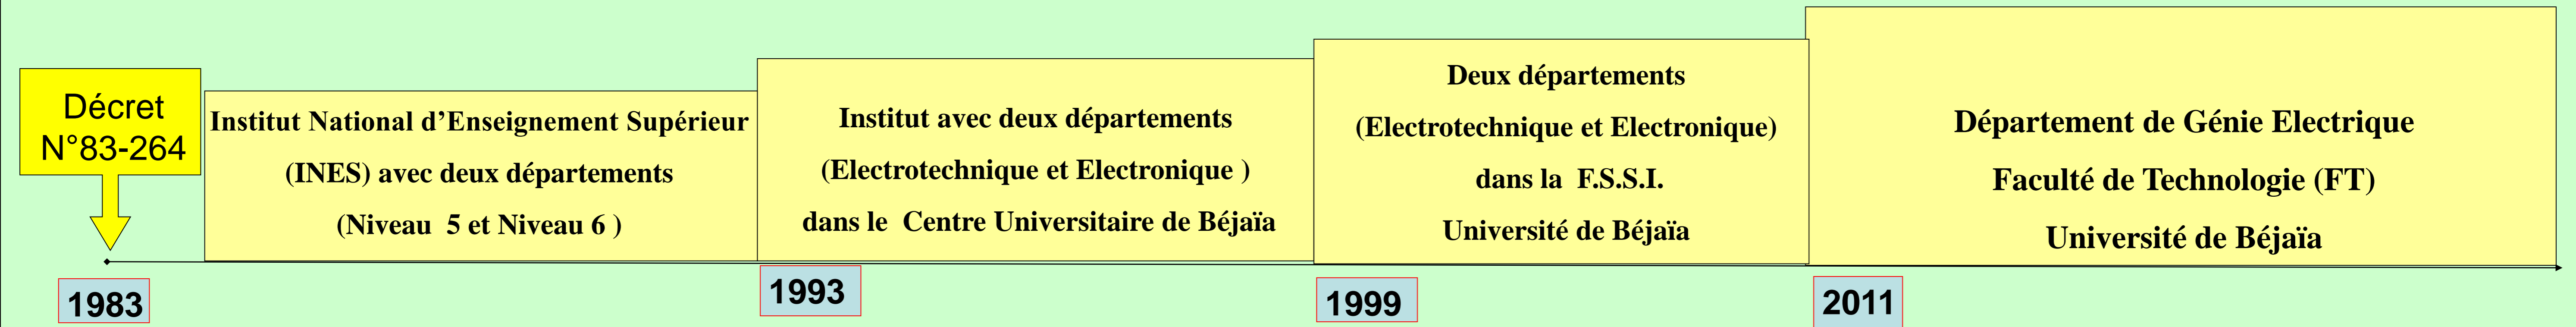 Décret
N°83-264
Institut National d’Enseignement Supérieur
(INES) avec deux départements
(Niveau 5 et Niveau 6 )
Institut avec deux départements
(Electrotechnique et Electronique )
dans le Centre Universitaire de Béjaïa
Deux départements
(Electrotechnique et Electronique)
dans la F.S.S.I.
Université de Béjaïa
Département de Génie Electrique
Faculté de Technologie (FT)
Université de Béjaïa
1983
1993
1999
2011